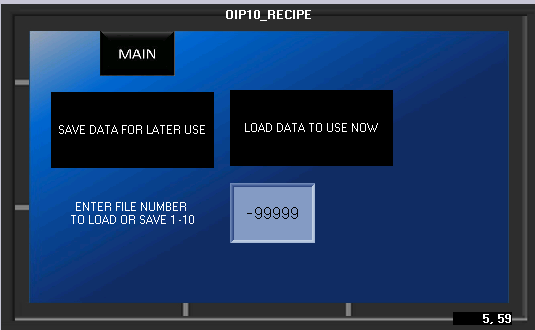 OIP10_RECIPE
MAIN
SAVE DATA FOR LATER USE
LOAD DATA TO USE NOW
ENTER FILE NUMBER
TO LOAD OR SAVE 1-10
-99999
5, 59